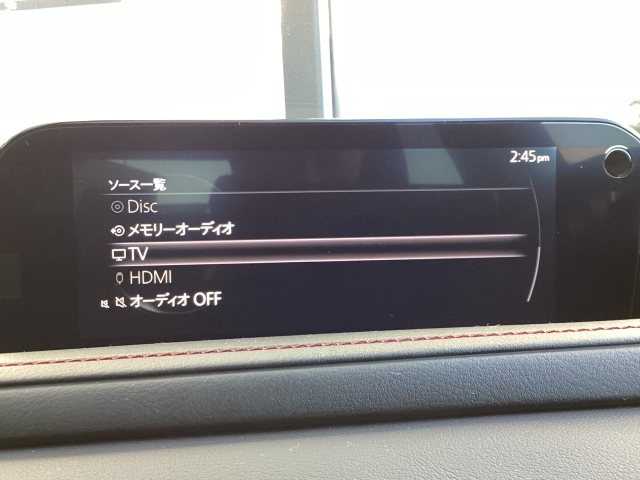 2:45pm
ソース一覧
Disc
メモリーオーディオ
TV
HDMI
オーディオ OFF